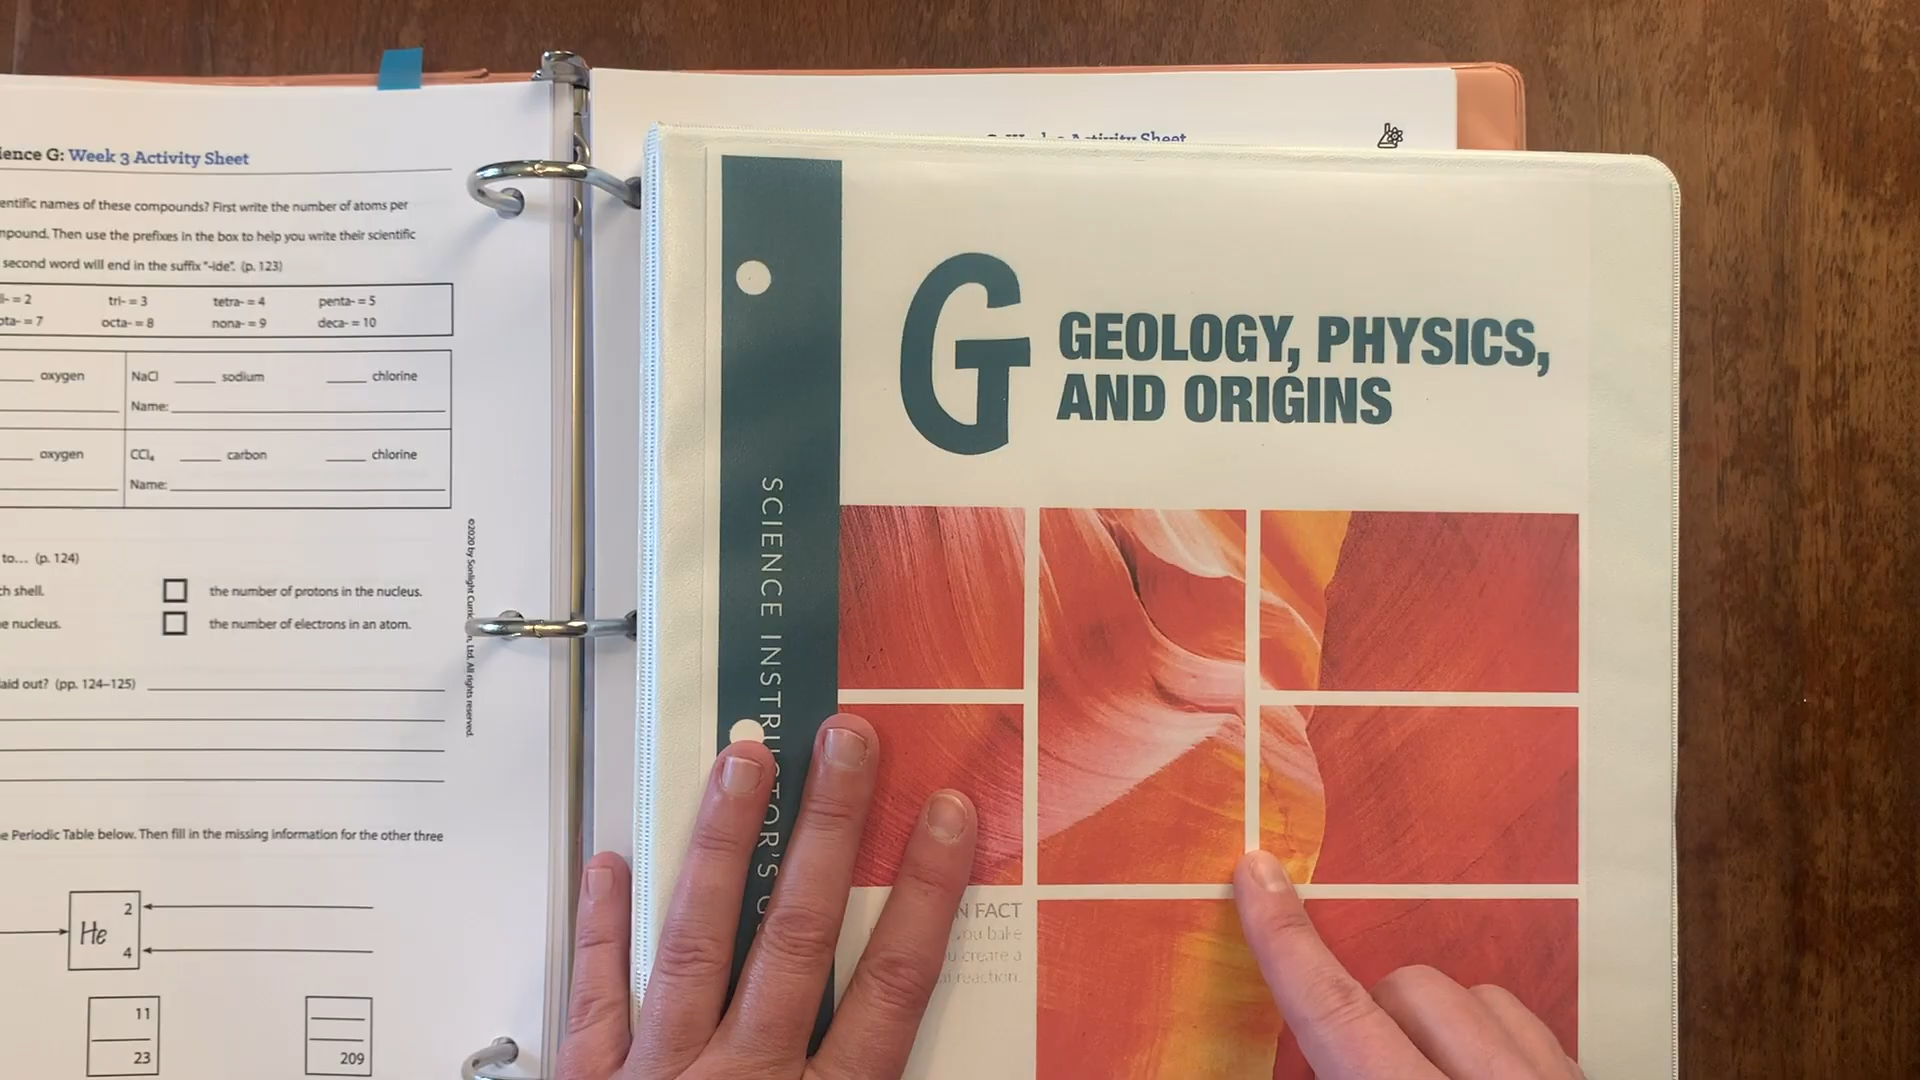 ience G: Week 3 Activity Sheet
entific names of these compounds? First write the number of atoms per
mpound. Then use the prefixes in the box to help you write their scientific
second word will end in the suffix "-ide". (p. 123)
i- = 2 tri- = 3 tetra- = 4 penta- = 5
pta- = 7 octa- = 8 nona- = 9 deca- = 10
oxygen NaCl sodium chlorine
Name:
oxygen CCl₄ carbon chlorine
Name:
to... (p. 124)
ch shell. the number of protons in the nucleus.
e nucleus. the number of electrons in an atom.
aid out? (pp. 124–125)
e Periodic Table below. Then fill in the missing information for the other three
He 2
4
11
23
209
©2020 by Sonlight Curric n, Ltd. All rights reserved.
Activity Sheet
SCIENCE INSTRUCTOR'S G
G GEOLOGY, PHYSICS,
AND ORIGINS
N FACT
you bake
u create a
al reaction.